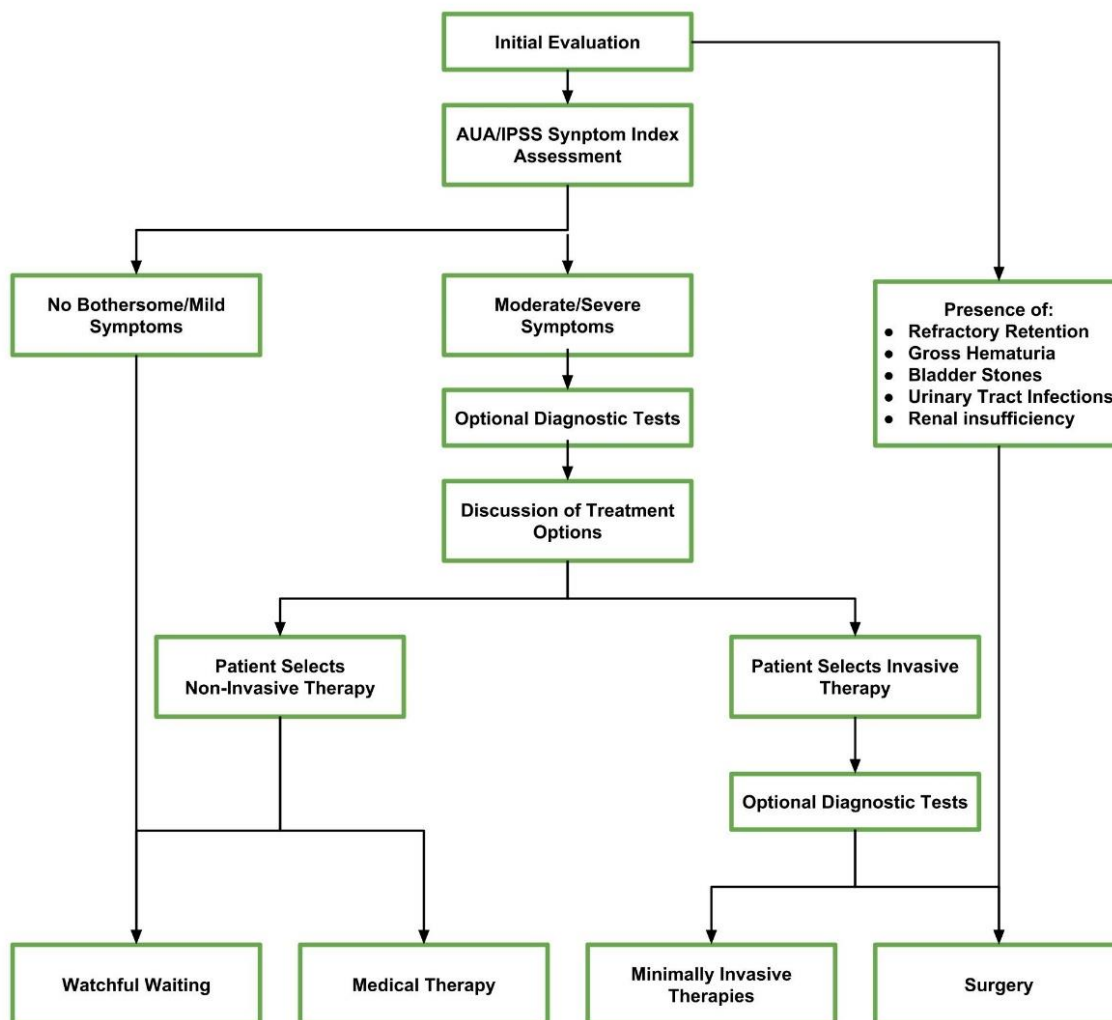 Initial Evaluation
AUA/IPSS Synptom Index
Assessment
No Bothersome/Mild
Symptoms
Moderate/Severe
Symptoms
Presence of:
● Refractory Retention
● Gross Hematuria
● Bladder Stones
● Urinary Tract Infections
● Renal insufficiency
Optional Diagnostic Tests
Discussion of Treatment
Options
Patient Selects
Non-Invasive Therapy
Patient Selects Invasive
Therapy
Optional Diagnostic Tests
Watchful Waiting
Medical Therapy
Minimally Invasive
Therapies
Surgery